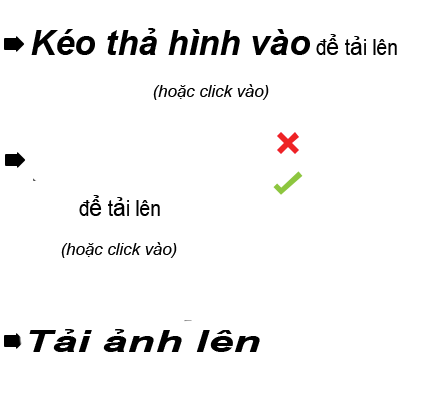 Kéo thả hình vào để tải lên
(hoặc click vào)
để tải lên
(hoặc click vào)
Tải ảnh lên